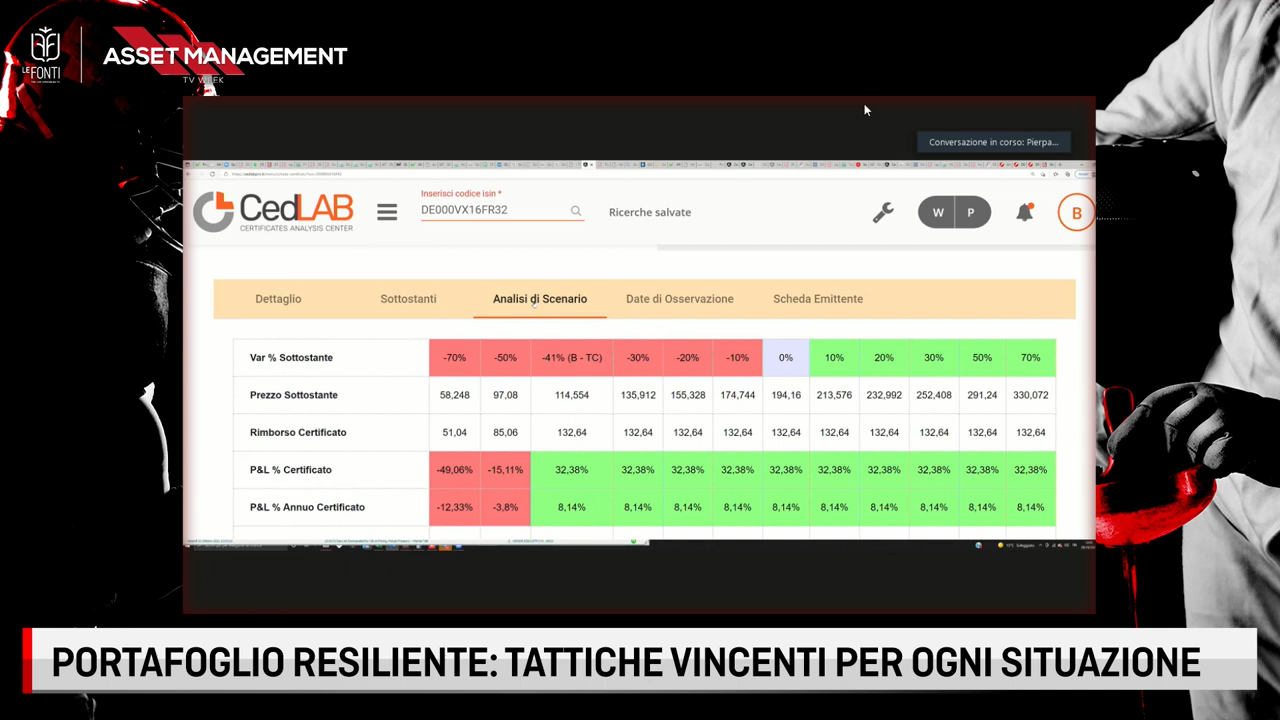 LE FONTI
ASSET MANAGEMENT
TV WEEK
Conversazione in corso: Pierpa...
CedLAB
CERTIFICATES ANALYSIS CENTER
Inserisci codice isin *
DE000VX16FR32
Ricerche salvate
W P
B
Dettaglio Sottostanti Analisi di Scenario Date di Osservazione Scheda Emittente
Var % Sottostante -70% -50% -41% (B - TC) -30% -20% -10% 0% 10% 20% 30% 50% 70%
Prezzo Sottostante 58,248 97,08 114,554 135,912 155,328 174,744 194,16 213,576 232,992 252,408 291,24 330,072
Rimborso Certificato 51,04 85,06 132,64 132,64 132,64 132,64 132,64 132,64 132,64 132,64 132,64 132,64
P&L % Certificato -49,06% -15,11% 32,38% 32,38% 32,38% 32,38% 32,38% 32,38% 32,38% 32,38% 32,38% 32,38%
P&L % Annuo Certificato -12,33% -3,8% 8,14% 8,14% 8,14% 8,14% 8,14% 8,14% 8,14% 8,14% 8,14% 8,14%
PORTAFOGLIO RESILIENTE: TATTICHE VINCENTI PER OGNI SITUAZIONE